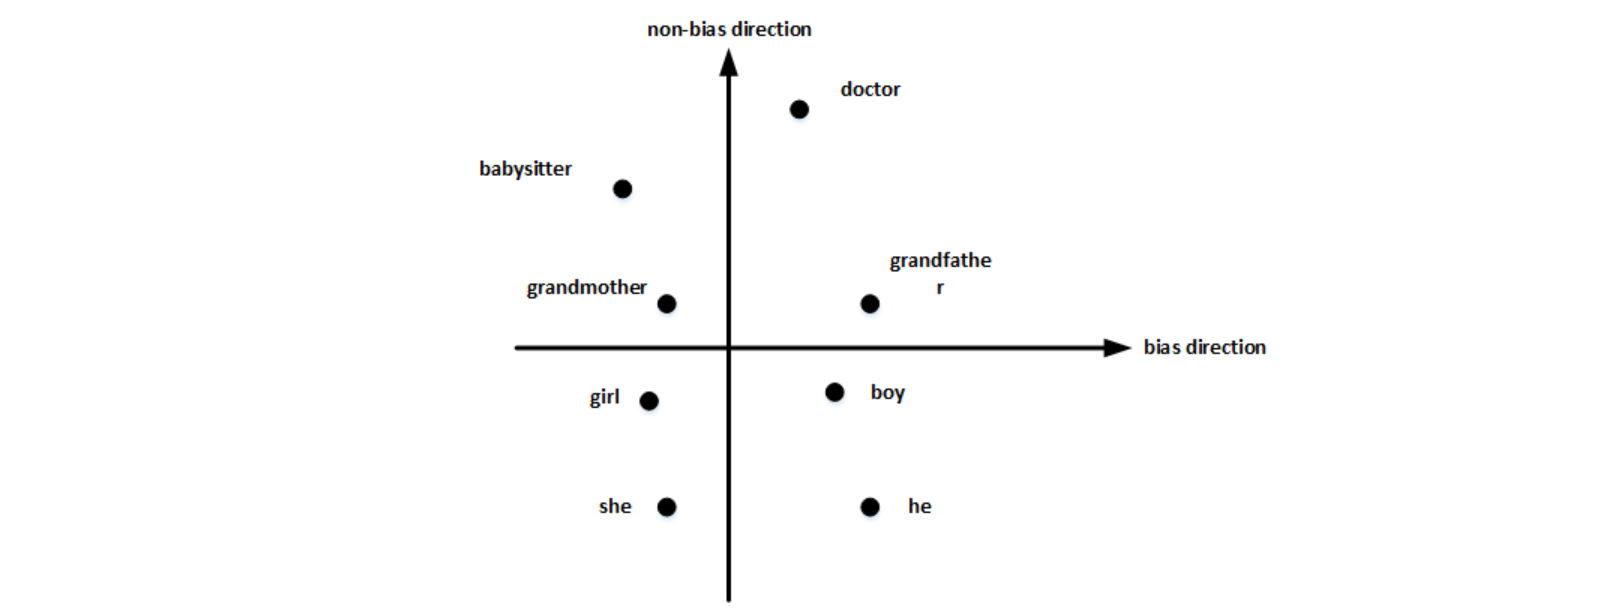 non-bias direction
doctor
babysitter
grandfathe
r
grandmother
bias direction
girl
boy
she
he